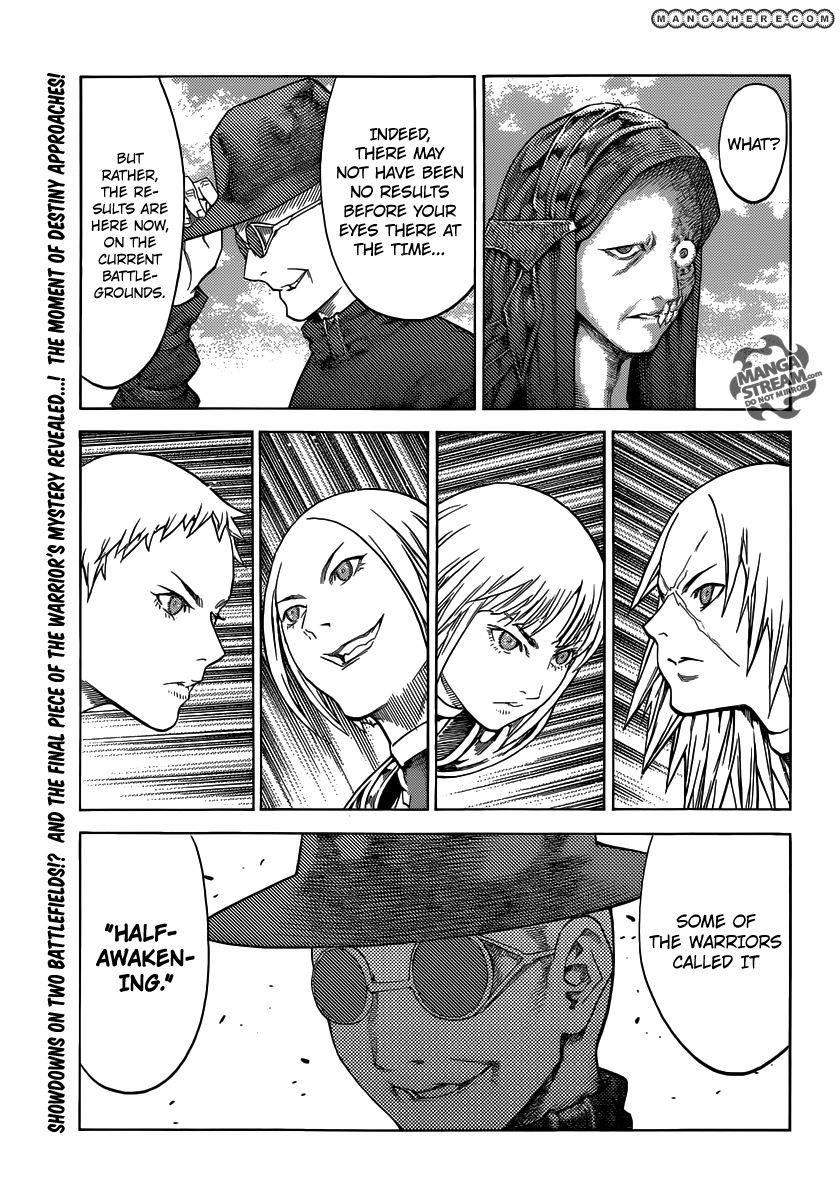 MANGAHERE.COM
WHAT?
INDEED,
THERE MAY
NOT HAVE BEEN
NO RESULTS
BEFORE YOUR
EYES THERE AT
THE TIME...
BUT
RATHER,
THE RE-
SULTS ARE
HERE NOW,
ON THE
CURRENT
BATTLE-
GROUNDS.
MANGA
STREAM.com
DO NOT MIRROR
SOME OF
THE WARRIORS
CALLED IT
"HALF-
AWAKEN-
ING."
SHOWDOWNS ON TWO BATTLEFIELDS!? AND THE FINAL PIECE OF THE WARRIOR'S MYSTERY REVEALED...! THE MOMENT OF DESTINY APPROACHES!